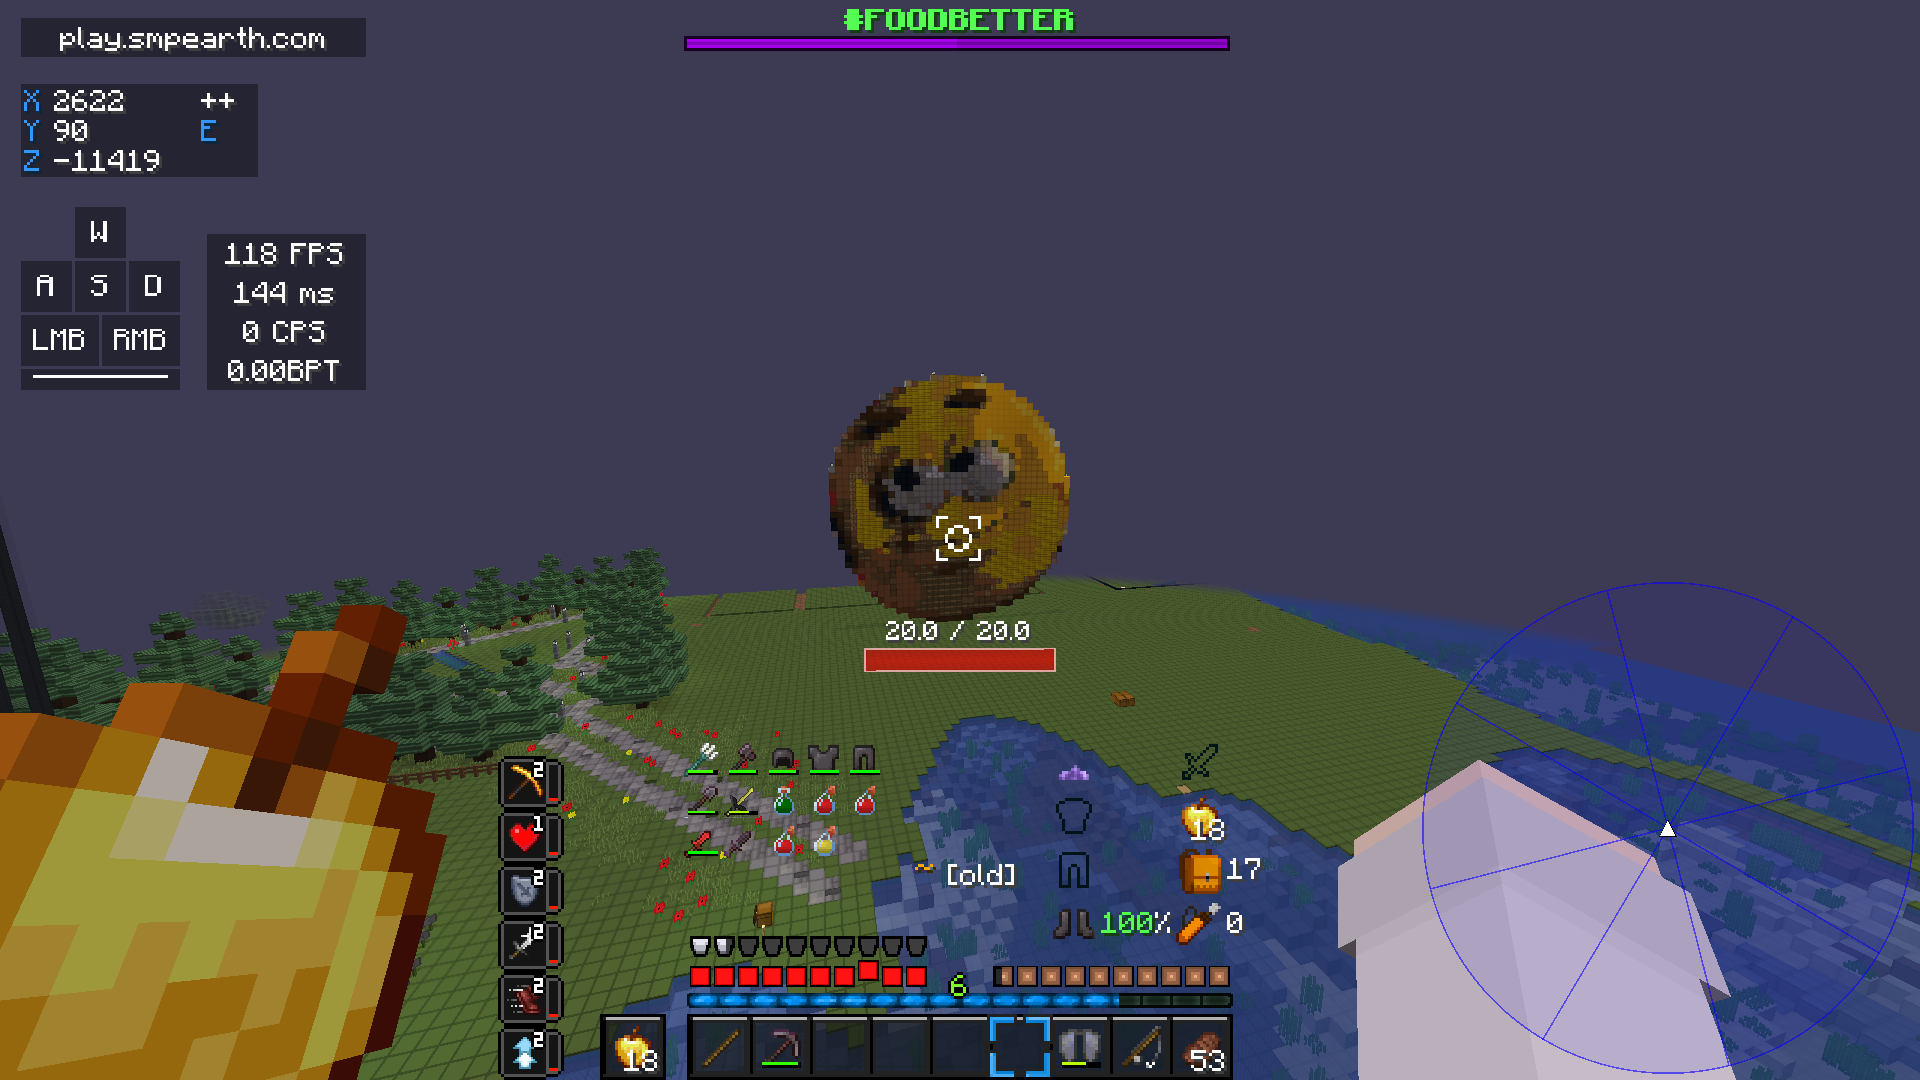 play.smpearth.com
#FOODBETTER
X 2622 ++
Y 90 E
Z -11419
W
A S D
LMB RMB
118 FPS
144 ms
0 CPS
0.00BPT
20.0 / 20.0
2
1
2
2
2
2
18
[old]
17
100%
0
6
18
53